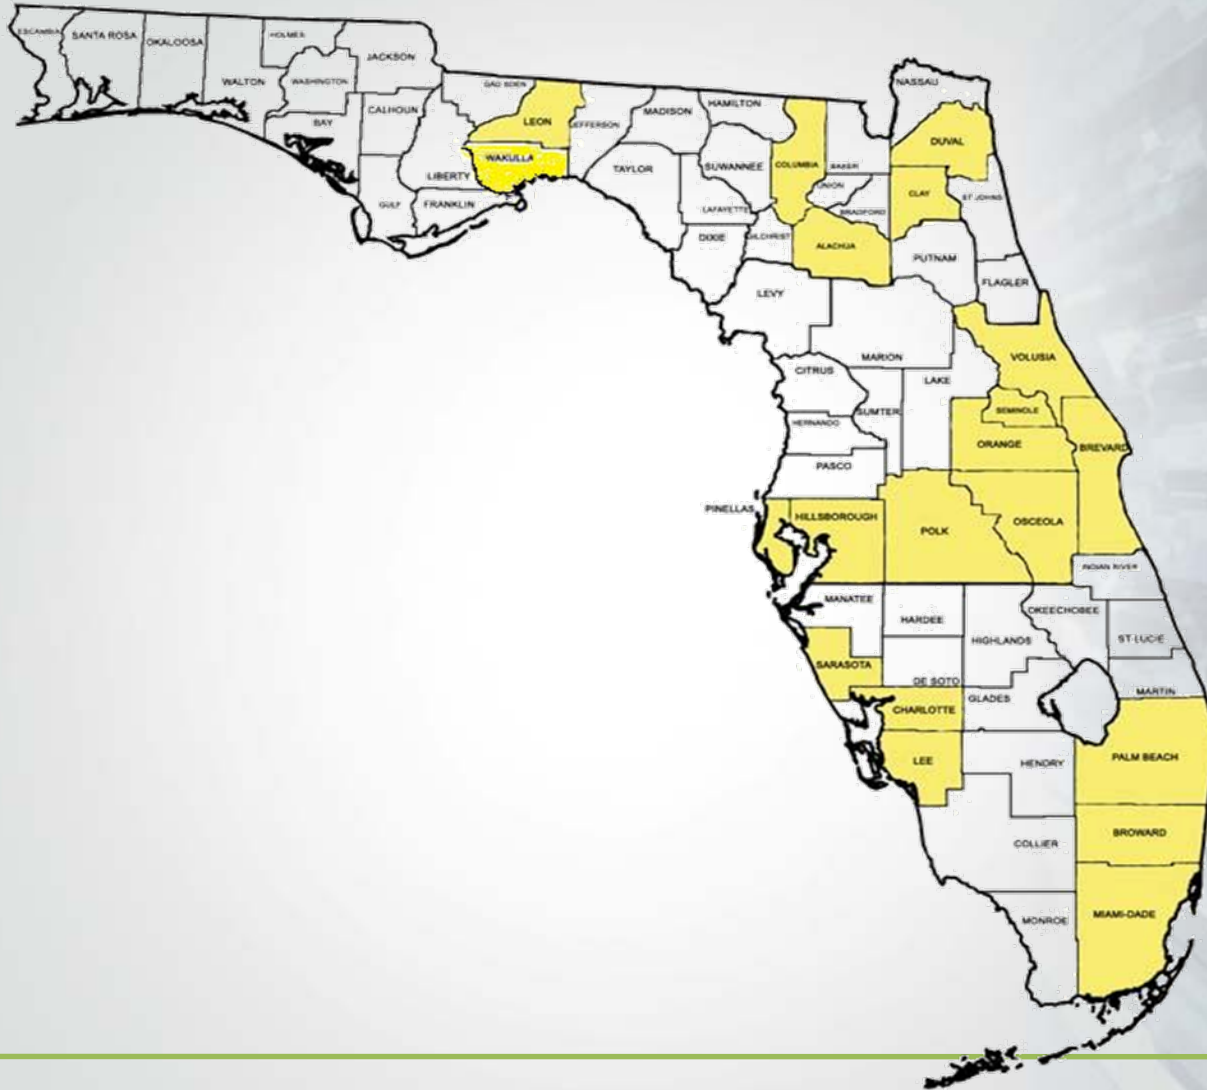 ESCAMBIA
SANTA ROSA
OKALOOSA
WALTON
HOLMES
WASHINGTON
JACKSON
BAY
CALHOUN
GULF
LIBERTY
FRANKLIN
GADSDEN
LEON
WAKULLA
JEFFERSON
MADISON
TAYLOR
HAMILTON
SUWANNEE
LAFAYETTE
DIXIE
GILCHRIST
COLUMBIA
BAKER
UNION
BRADFORD
ALACHUA
NASSAU
DUVAL
CLAY
ST JOHNS
PUTNAM
FLAGLER
LEVY
MARION
VOLUSIA
CITRUS
LAKE
SUMTER
HERNANDO
SEMINOLE
ORANGE
BREVARD
PASCO
PINELLAS
HILLSBOROUGH
POLK
OSCEOLA
INDIAN RIVER
MANATEE
HARDEE
HIGHLANDS
OKEECHOBEE
ST LUCIE
SARASOTA
DE SOTO
MARTIN
CHARLOTTE
GLADES
LEE
HENDRY
PALM BEACH
BROWARD
COLLIER
MONROE
MIAMI-DADE